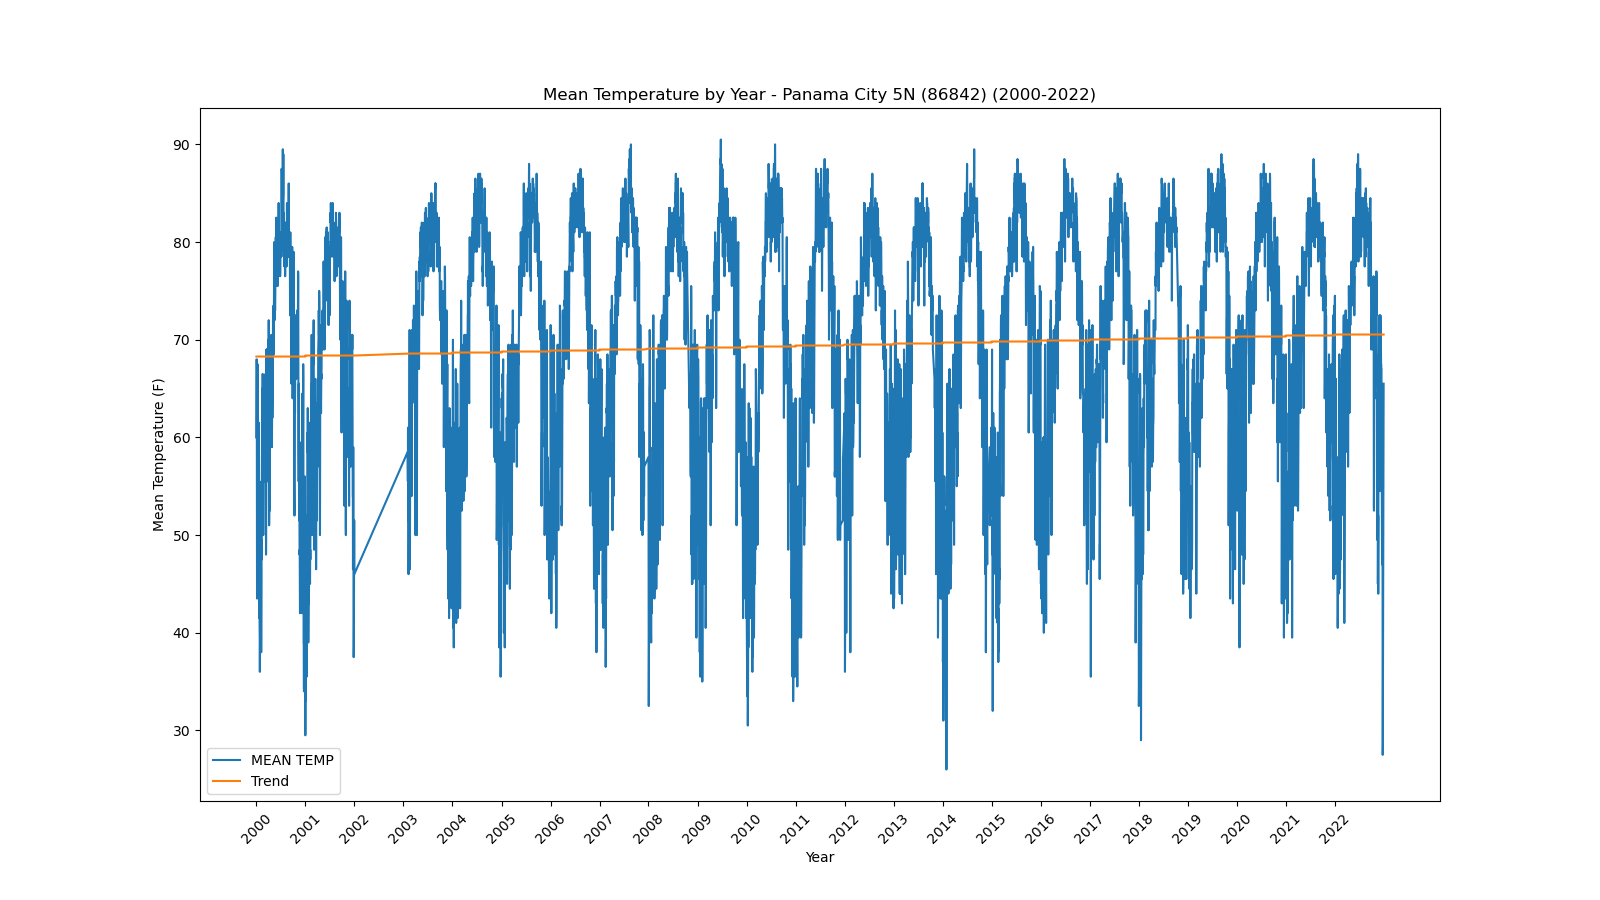 Mean Temperature by Year - Panama City 5N (86842) (2000-2022)
90
80
70
60
50
40
30
Mean Temperature (F)
MEAN TEMP
Trend
2000 2001 2002 2003 2004 2005 2006 2007 2008 2009 2010 2011 2012 2013 2014 2015 2016 2017 2018 2019 2020 2021 2022
Year